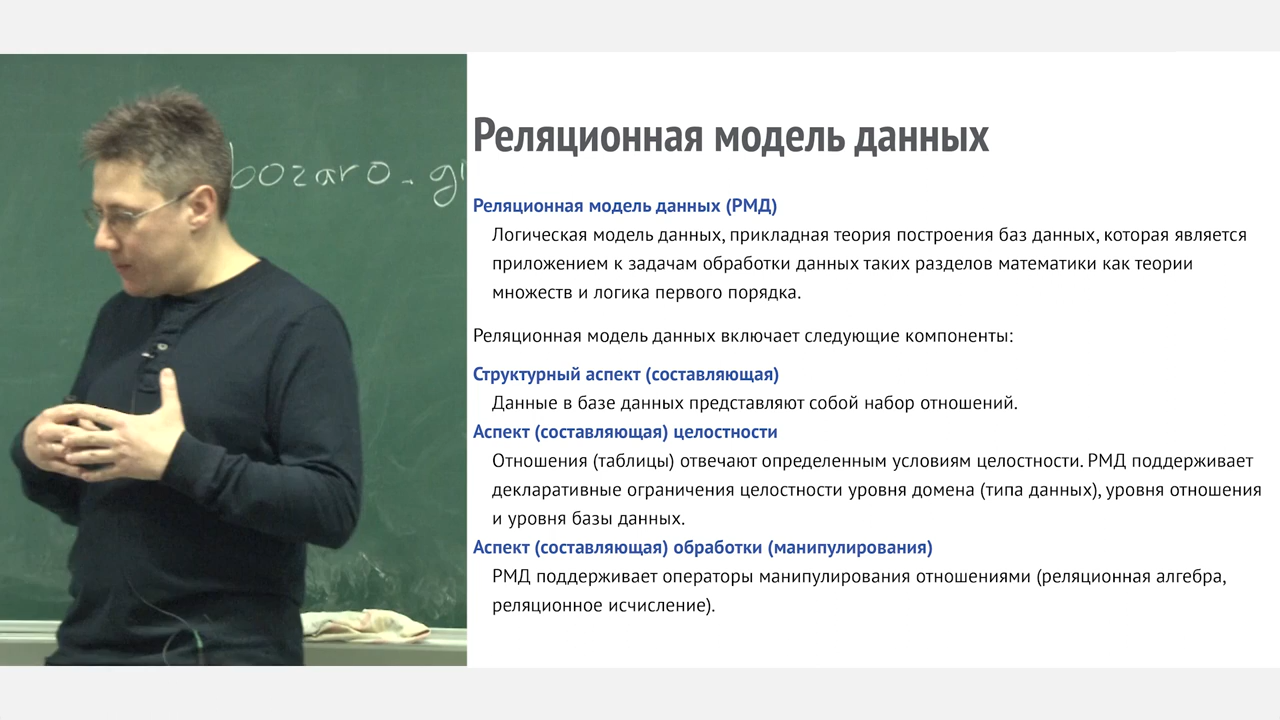 bozaro.gi
Реляционная модель данных
Реляционная модель данных (РМД)
Логическая модель данных, прикладная теория построения баз данных, которая является
приложением к задачам обработки данных таких разделов математики как теории
множеств и логика первого порядка.
Реляционная модель данных включает следующие компоненты:
Структурный аспект (составляющая)
Данные в базе данных представляют собой набор отношений.
Аспект (составляющая) целостности
Отношения (таблицы) отвечают определенным условиям целостности. РМД поддерживает
декларативные ограничения целостности уровня домена (типа данных), уровня отношения
и уровня базы данных.
Аспект (составляющая) обработки (манипулирования)
РМД поддерживает операторы манипулирования отношениями (реляционная алгебра,
реляционное исчисление).